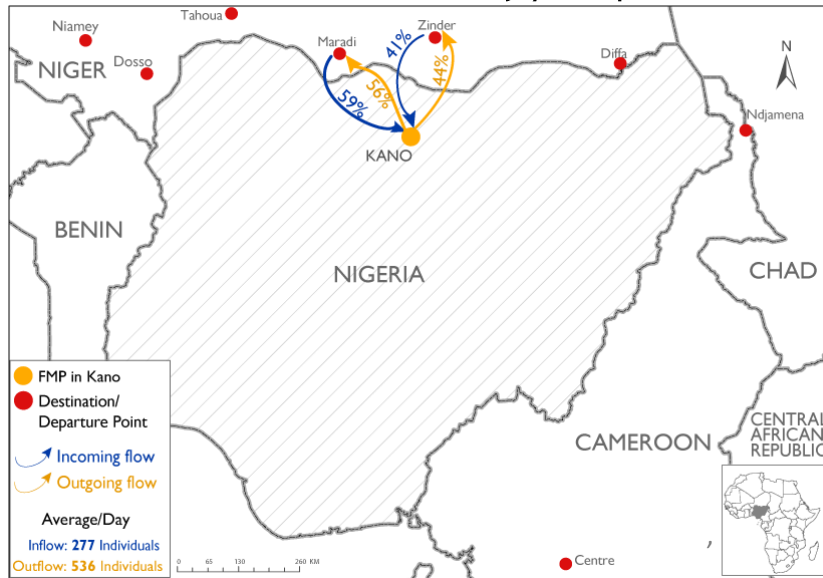 Niamey
Tahoua
Zinder
Maradi
41%
44%
Diffa
N
NIGER
Dosso
56%
59%
Ndjamena
KANO
BENIN
NIGERIA
CHAD
FMP in Kano
Destination/
Departure Point
Incoming flow
Outgoing flow
Average/Day
Inflow: 277 Individuals
Outflow: 536 Individuals
0 65 130 260 KM
CAMEROON
CENTRAL
AFRICAN
REPUBLIC
,
Centre